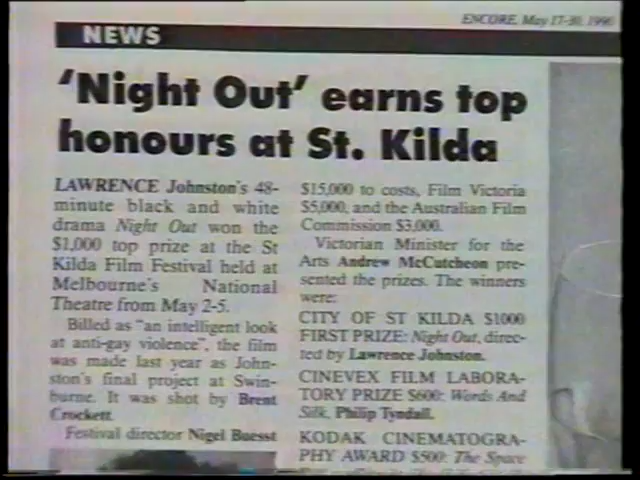 ENCORE, May 17-30, 1990
NEWS
'Night Out' earns top
honours at St. Kilda
LAWRENCE Johnston's 48-
minute black and white
drama Night Out won the
$1,000 top prize at the St
Kilda Film Festival held at
Melbourne's National
Theatre from May 2-5.
Billed as "an intelligent look
at anti-gay violence", the film
was made last year as John-
ston's final project at Swin-
burne. It was shot by Brent
Crockett.
Festival director Nigel Buesst
$15,000 to costs, Film Victoria
$5,000, and the Australian Film
Commission $3,000.
Victorian Minister for the
Arts Andrew McCutcheon pre-
sented the prizes. The winners
were:
CITY OF ST KILDA $1000
FIRST PRIZE: Night Out, direc-
ted by Lawrence Johnston.
CINEVEX FILM LABORA-
TORY PRIZE $600: Words And
Silk, Philip Tyndall.
KODAK CINEMATOGRA-
PHY AWARD $500: The Space